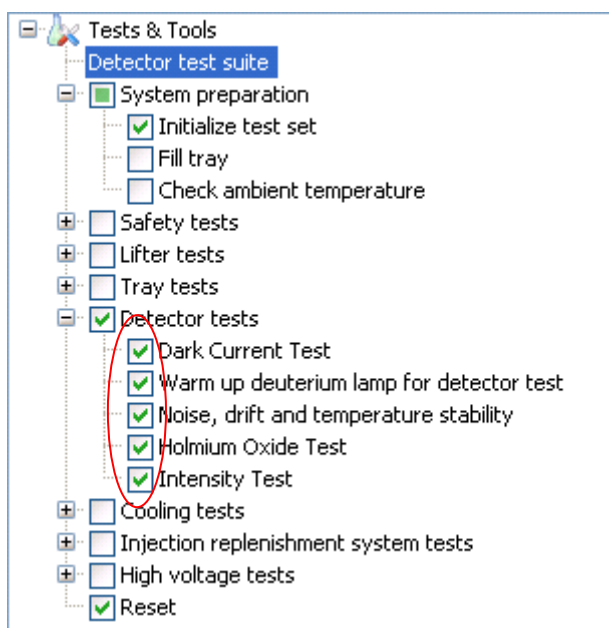 Tests & Tools
Detector test suite
System preparation
Initialize test set
Fill tray
Check ambient temperature
Safety tests
Lifter tests
Tray tests
Detector tests
Dark Current Test
Warm up deuterium lamp for detector test
Noise, drift and temperature stability
Holmium Oxide Test
Intensity Test
Cooling tests
Injection replenishment system tests
High voltage tests
Reset